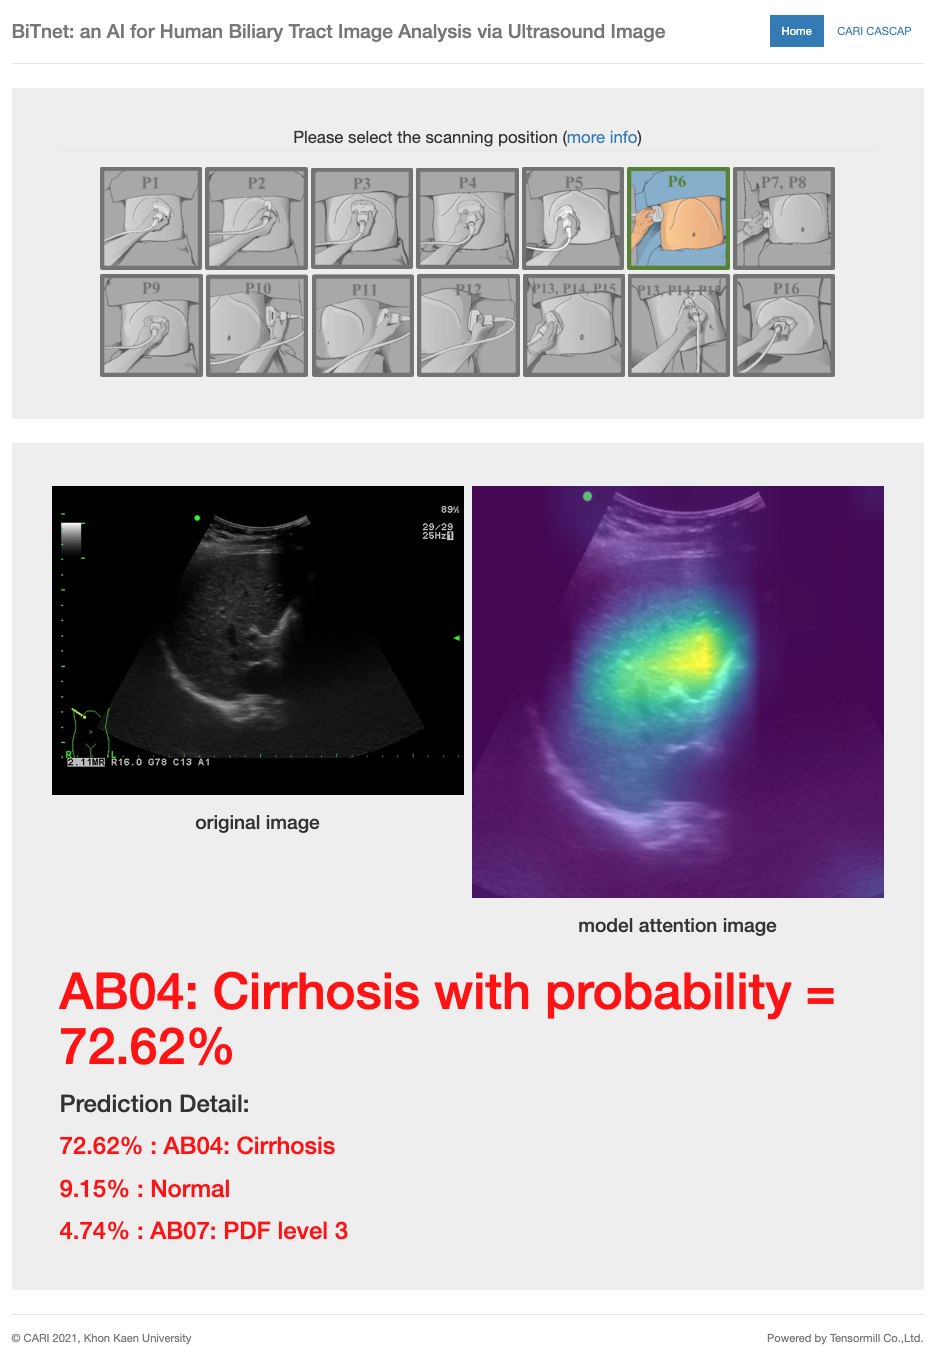 BiTnet: an AI for Human Biliary Tract Image Analysis via Ultrasound Image
Home
CARI CASCAP
Please select the scanning position (more info)
P1
P2
P3
P4
P5
P6
P7, P8
P9
P10
P11
P12
P13, P14, P15
P13, P14, P15
P16
89%
29/29
25Hz1
R
L
2.11MR R16.0 G78 C13 A1
original image
model attention image
AB04: Cirrhosis with probability =
72.62%
Prediction Detail:
72.62% : AB04: Cirrhosis
9.15% : Normal
4.74% : AB07: PDF level 3
© CARI 2021, Khon Kaen University
Powered by Tensormill Co.,Ltd.